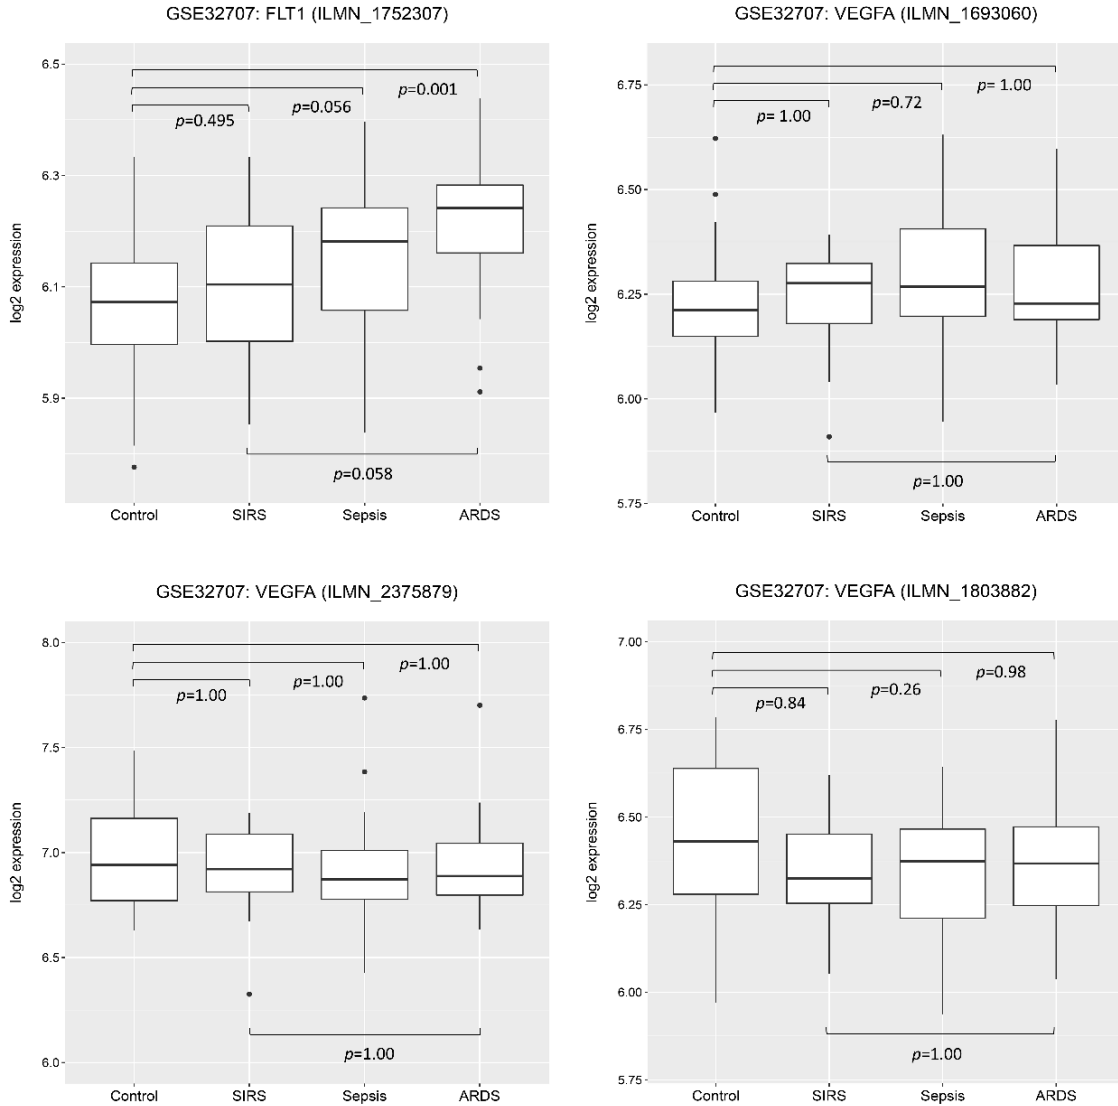 GSE32707: FLT1 (ILMN_1752307)
6.5
6.3
6.1
5.9
log2 expression
p=0.001
p=0.056
p=0.495
p=0.058
Control SIRS Sepsis ARDS
GSE32707: VEGFA (ILMN_1693060)
6.75
6.50
6.25
6.00
5.75
log2 expression
p= 1.00
p=0.72
p= 1.00
p=1.00
Control SIRS Sepsis ARDS
GSE32707: VEGFA (ILMN_2375879)
8.0
7.5
7.0
6.5
6.0
log2 expression
p=1.00
p=1.00
p=1.00
p=1.00
Control SIRS Sepsis ARDS
GSE32707: VEGFA (ILMN_1803882)
7.00
6.75
6.50
6.25
6.00
5.75
log2 expression
p=0.98
p=0.26
p=0.84
p=1.00
Control SIRS Sepsis ARDS